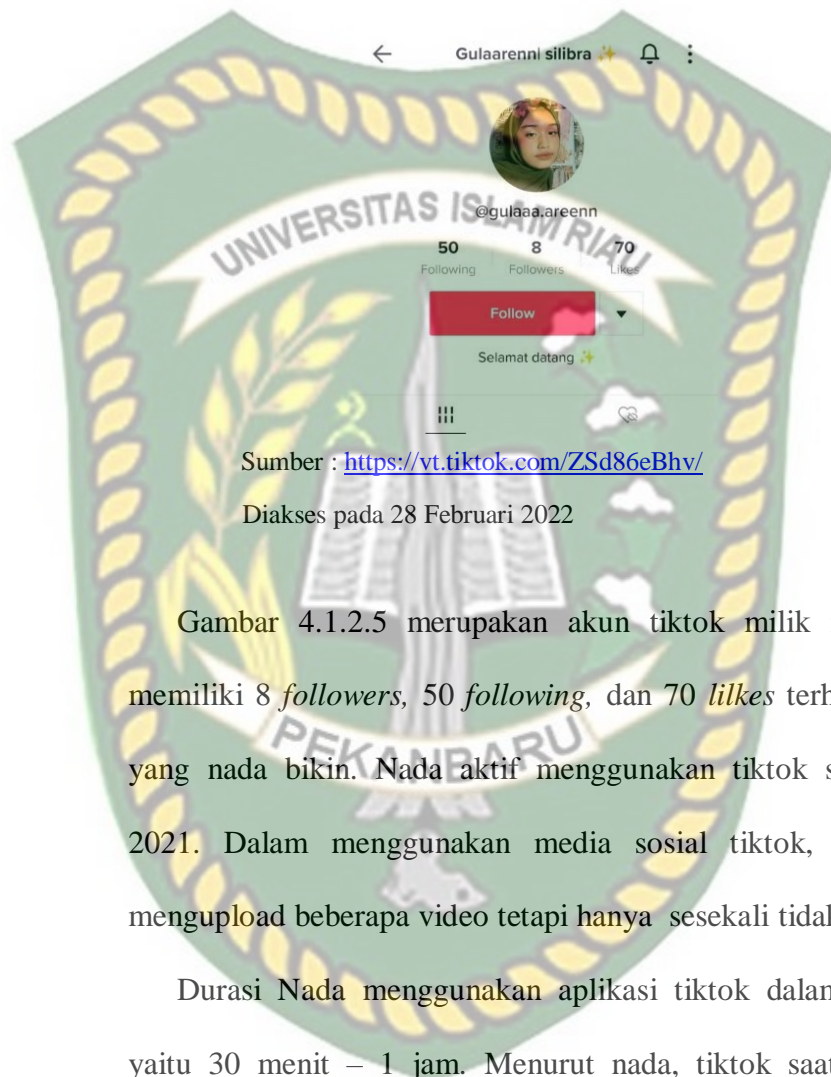 Gulaarenni silibra ✨
@gulaaa.areenn
50 8 70
Following Followers Likes
Follow
Selamat datang ✨
UNIVERSITAS ISLAM RIAU
Sumber : https://vt.tiktok.com/ZSd86eBhv/
Diakses pada 28 Februari 2022
Gambar 4.1.2.5 merupakan akun tiktok milik
memiliki 8 followers, 50 following, dan 70 lilkes
yang nada bikin. Nada aktif menggunakan tiktok
PEKANBARU
2021. Dalam menggunakan media sosial tiktok,
mengupload beberapa video tetapi hanya sesekali tidak
Durasi Nada menggunakan aplikasi tiktok dalam
yaitu 30 menit – 1 jam. Menurut nada, tiktok saat